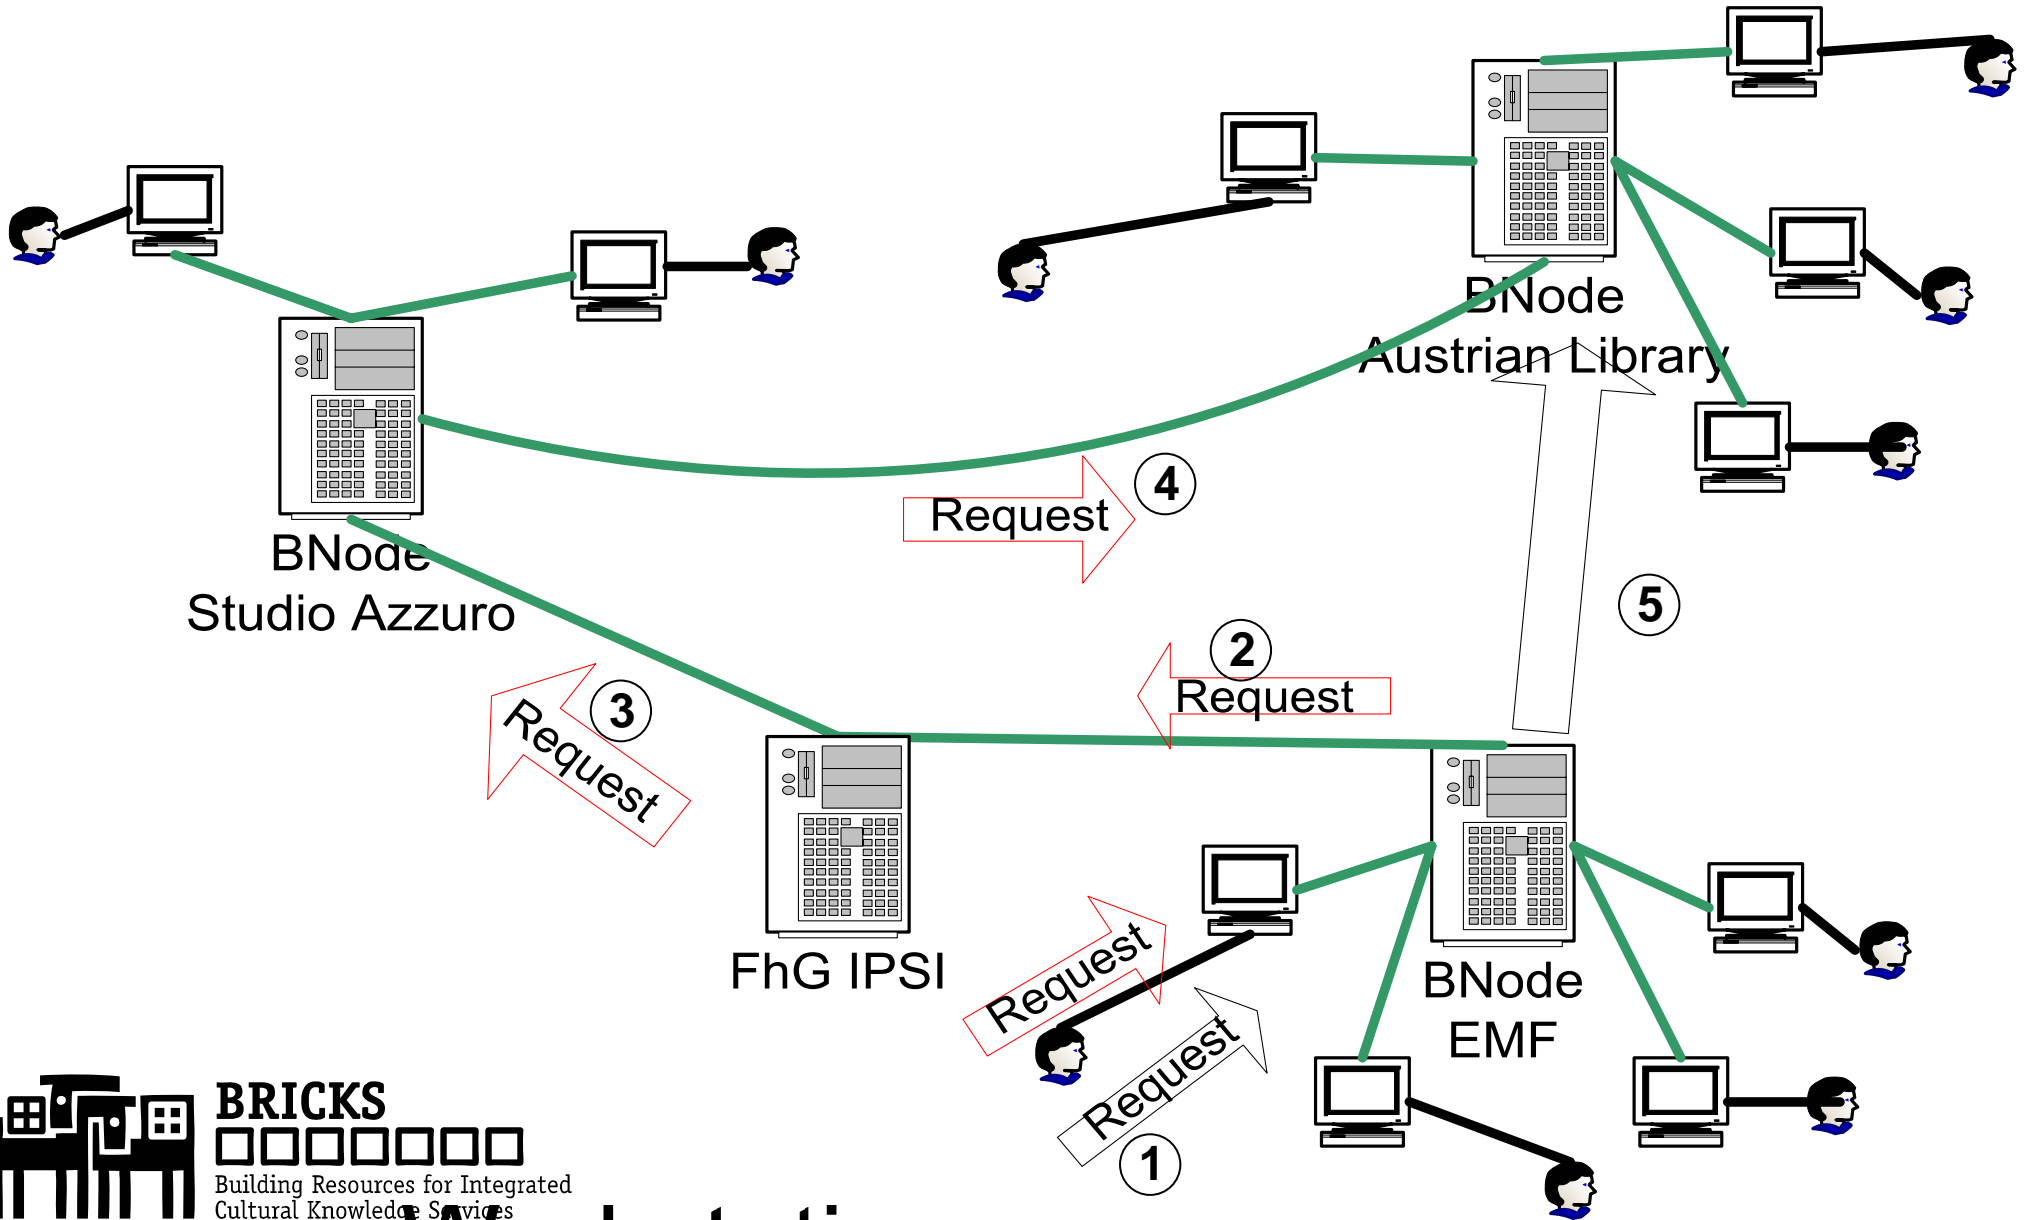 BNode
Austrian Library
4
Request
BNode
Studio Azzuro
5
2
Request
3
Request
FhG IPSI
Request
BNode
EMF
Request
1
BRICKS
Building Resources for Integrated
Cultural Knowledge Services